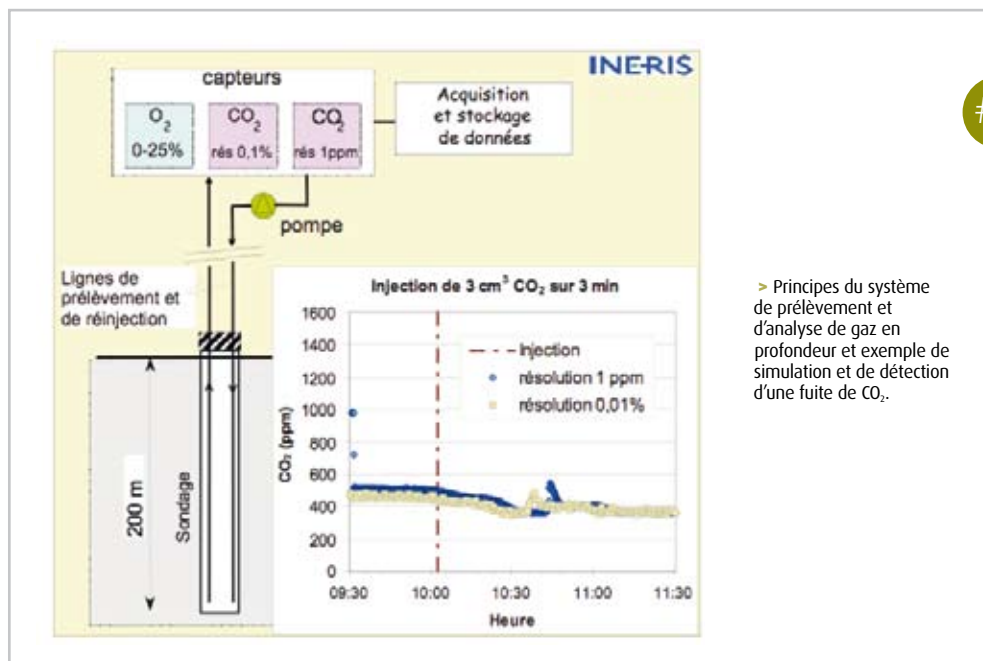 INERIS
capteurs
O₂
0-25%
CO₂
rés 0,1%
CO₂
rés 1ppm
Acquisition
et stockage
de données
pompe
Lignes de
prélèvement et
de réinjection
200 m
Sondage
Injection de 3 cm³ CO₂ sur 3 min
CO₂ (ppm)
1600
1400
1200
1000
800
600
400
200
0
Injection
résolution 1 ppm
résolution 0,01%
09:30
10:00
10:30
11:00
11:30
Heure
> Principes du système
de prélèvement et
d'analyse de gaz en
profondeur et exemple de
simulation et de détection
d'une fuite de CO₂.